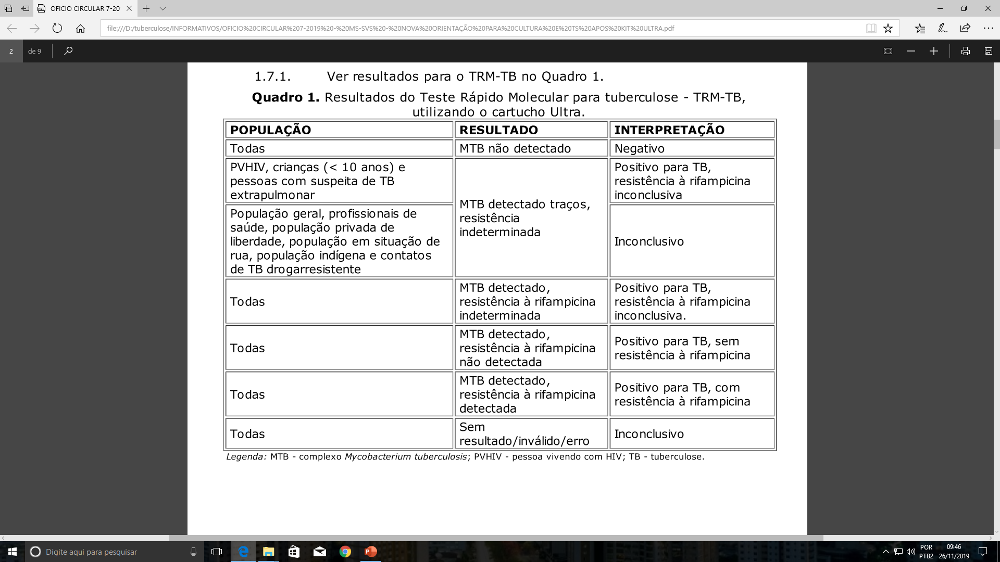 OFICIO CIRCULAR 7-20
file:///D:/tuberculose/INFORMATIVOS/OFICIO%20CIRCULAR%207-2019%20-%20MS-SVS%20-%20NOVA%20ORIENTAÇÃO%20PARA%20CULTURA%20E%20TS%20APOS%20KIT%20ULTRA.pdf
2 de 9
1.7.1. Ver resultados para o TRM-TB no Quadro 1.
Quadro 1. Resultados do Teste Rápido Molecular para tuberculose - TRM-TB,
utilizando o cartucho Ultra.
POPULAÇÃO RESULTADO INTERPRETAÇÃO
Todas MTB não detectado Negativo
PVHIV, crianças (< 10 anos) e
pessoas com suspeita de TB
extrapulmonar
MTB detectado traços,
resistência
indeterminada
Positivo para TB,
resistência à rifampicina
inconclusiva
População geral, profissionais de
saúde, população privada de
liberdade, população em situação de
rua, população indígena e contatos
de TB drogarresistente
Inconclusivo
Todas
MTB detectado,
resistência à rifampicina
indeterminada
Positivo para TB,
resistência à rifampicina
inconclusiva.
Todas
MTB detectado,
resistência à rifampicina
não detectada
Positivo para TB, sem
resistência à rifampicina
Todas
MTB detectado,
resistência à rifampicina
detectada
Positivo para TB, com
resistência à rifampicina
Todas
Sem
resultado/inválido/erro
Inconclusivo
Legenda: MTB - complexo Mycobacterium tuberculosis; PVHIV - pessoa vivendo com HIV; TB - tuberculose.
Digite aqui para pesquisar
POR
PTB2
09:46
26/11/2019